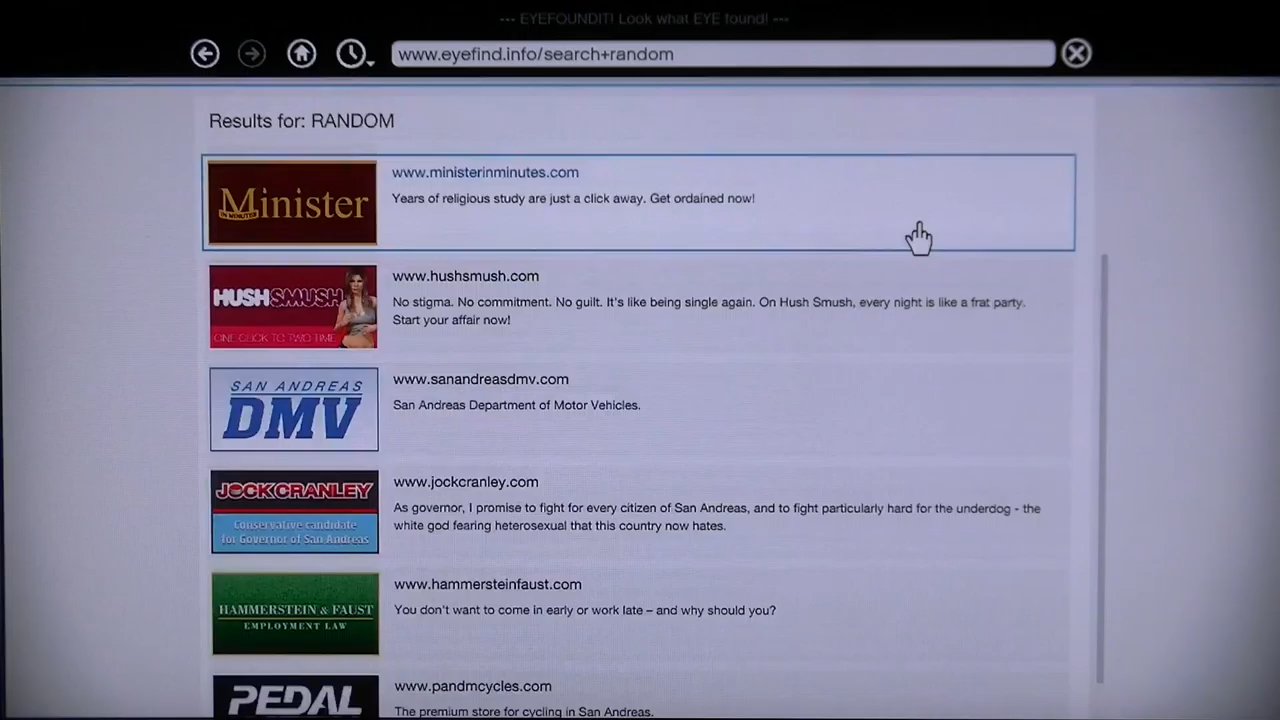 --- EYEFOUNDIT! Look what EYE found! ---
www.eyefind.info/search+random
Results for: RANDOM
Minister
IN MINUTES
www.ministerinminutes.com
Years of religious study are just a click away. Get ordained now!
HUSHSMUSH
ONE CLICK TO TWO TIME
www.hushsmush.com
No stigma. No commitment. No guilt. It's like being single again. On Hush Smush, every night is like a frat party.
Start your affair now!
SAN ANDREAS
DMV
www.sanandreasdmv.com
San Andreas Department of Motor Vehicles.
JOCK CRANLEY
Conservative candidate
for Governor of San Andreas
www.jockcranley.com
As governor, I promise to fight for every citizen of San Andreas, and to fight particularly hard for the underdog - the
white god fearing heterosexual that this country now hates.
HAMMERSTEIN & FAUST
EMPLOYMENT LAW
www.hammersteinfaust.com
You don't want to come in early or work late – and why should you?
PEDAL
www.pandmcycles.com
The premium store for cycling in San Andreas.